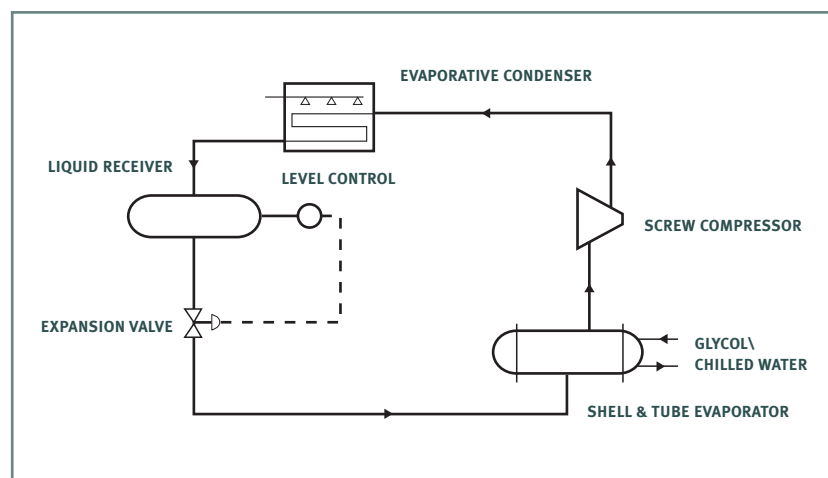 EVAPORATIVE CONDENSER
LIQUID RECEIVER
LEVEL CONTROL
SCREW COMPRESSOR
EXPANSION VALVE
GLYCOL\
CHILLED WATER
SHELL & TUBE EVAPORATOR